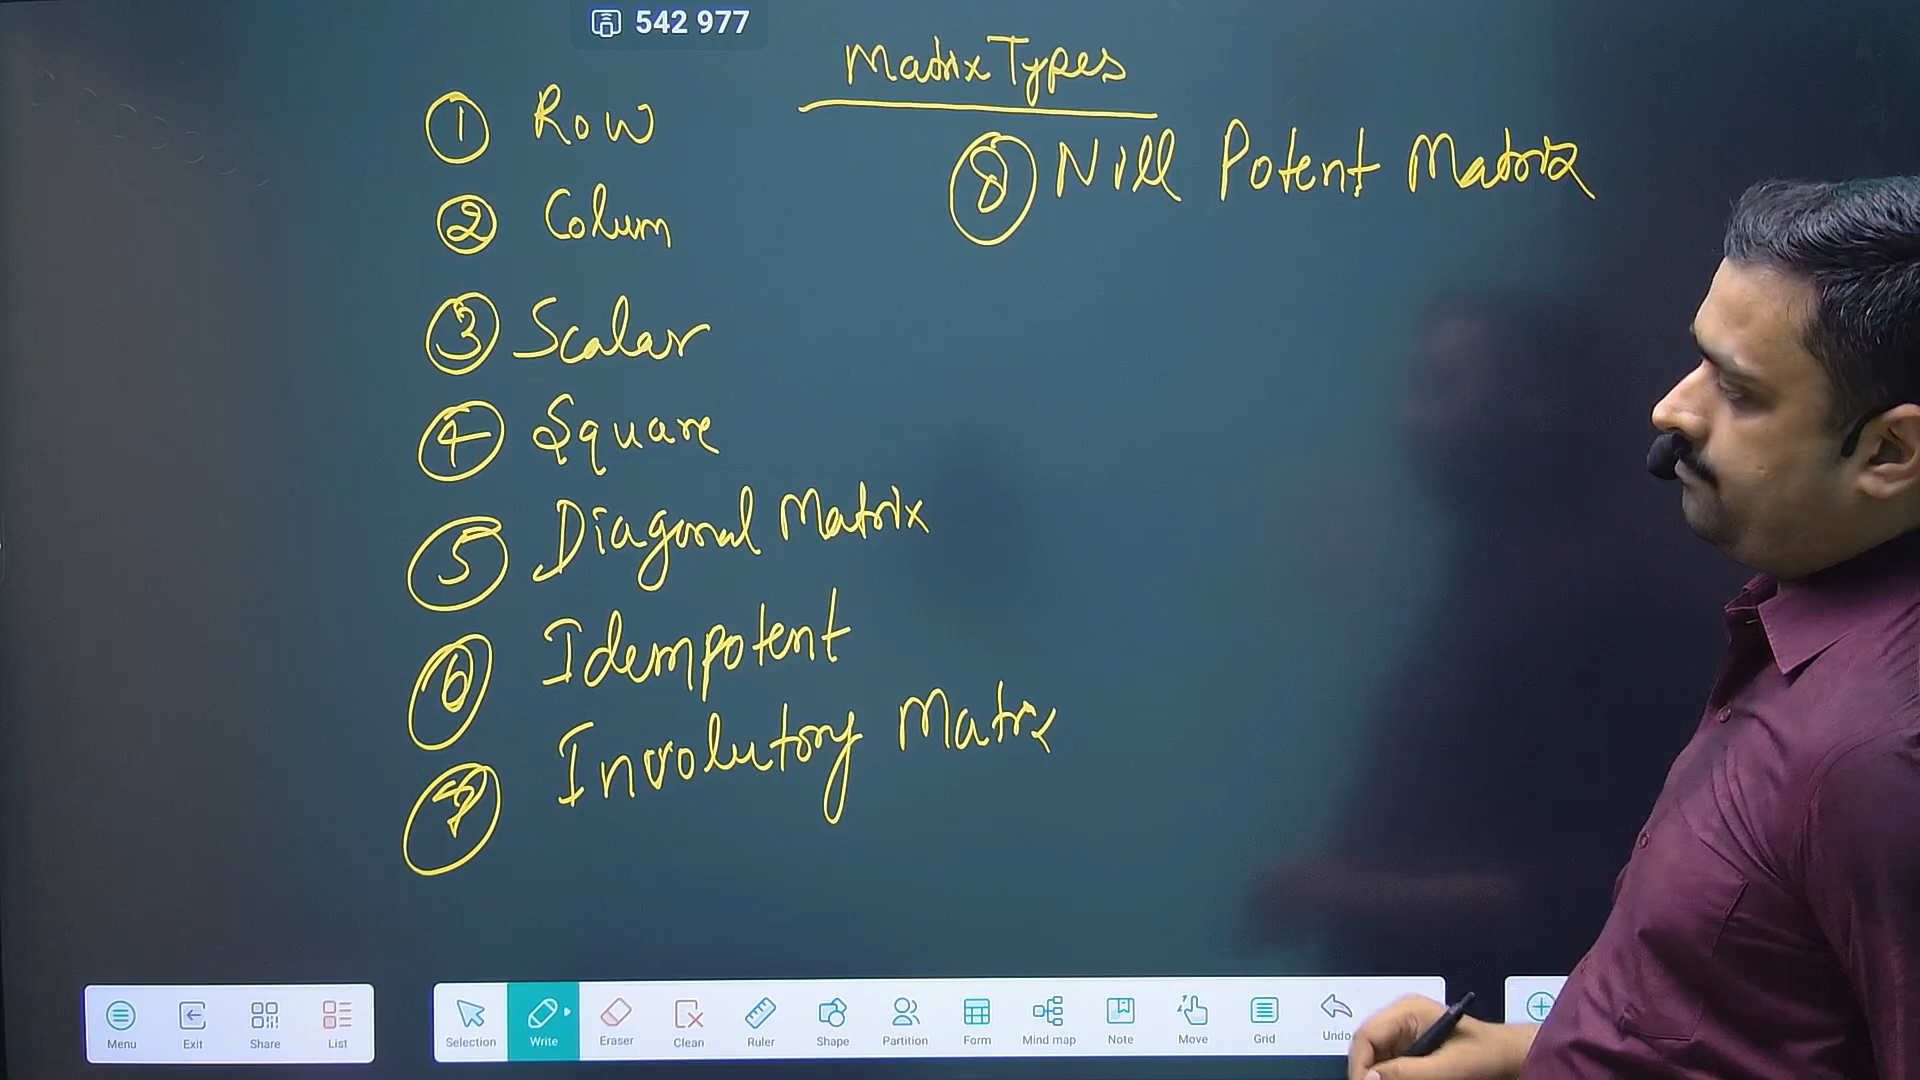 542 977
Matrix Types
① Row
② Colum
③ Scalar
④ Square
⑤ Diagonal Matrix
⑥ Idempotent
⑦ Involutory Matrix
⑧ Nill Potent Matrix
Menu Exit Share List
Selection Write Eraser Clean Ruler Shape Partition Form Mind map Note Move Grid Undo